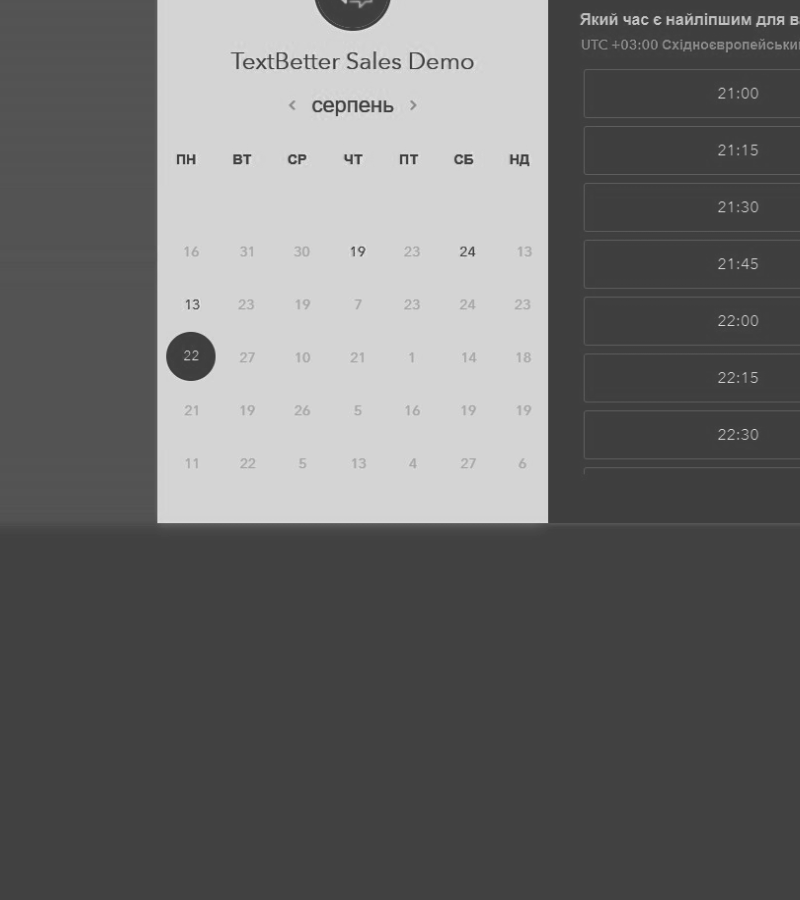 TextBetter Sales Demo
< серпень >
ПН ВТ СР ЧТ ПТ СБ НД
16 31 30 19 23 24 13
13 23 19 7 23 24 23
22 27 10 21 1 14 18
21 19 26 5 16 19 19
11 22 5 13 4 27 6
Який час є найліпшим для
UTC +03:00
21:00
21:15
21:30
21:45
22:00
22:15
22:30